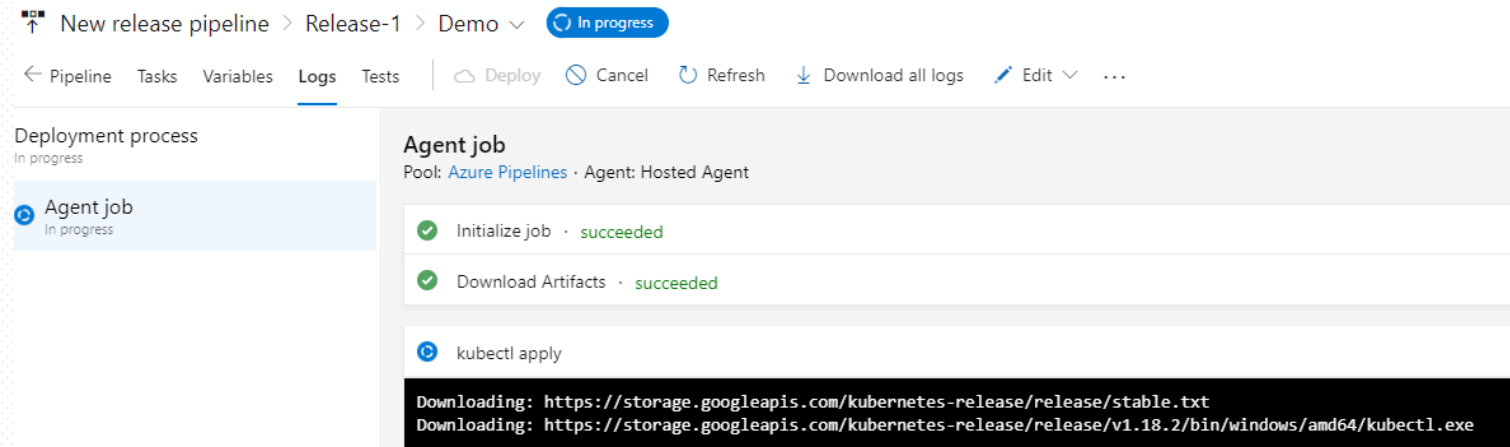 New release pipeline > Release-1 > Demo In progress
Pipeline Tasks Variables Logs Tests Deploy Cancel Refresh Download all logs Edit ...
Deployment process
In progress
Agent job
In progress
Agent job
Pool: Azure Pipelines · Agent: Hosted Agent
Initialize job · succeeded
Download Artifacts · succeeded
kubectl apply
Downloading: https://storage.googleapis.com/kubernetes-release/release/stable.txt
Downloading: https://storage.googleapis.com/kubernetes-release/release/v1.18.2/bin/windows/amd64/kubectl.exe